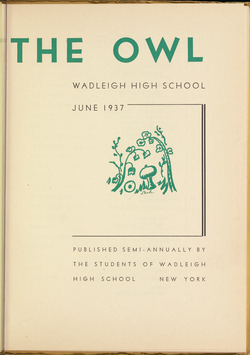 THE OWL
WADLEIGH HIGH SCHOOL
JUNE 1937
PUBLISHED SEMI-ANNUALLY BY
THE STUDENTS OF WADLEIGH
HIGH SCHOOL NEW YORK